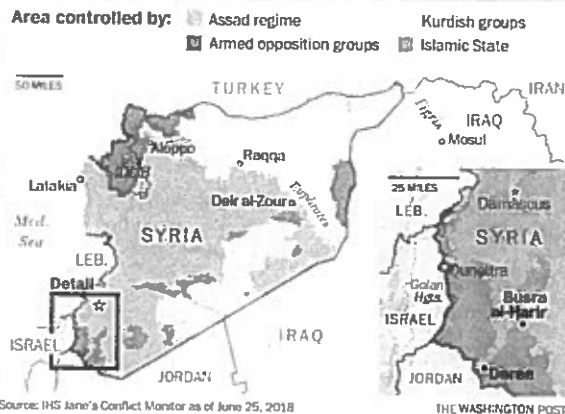 Area controlled by:
Assad regime
Kurdish groups
Armed opposition groups
Islamic State
50 MILES
TURKEY
IRAN
Tigris
IRAQ
Mosul
Aleppo
IDLIB
Raqqa
Latakia
Deir al-Zour
Euphrates
Med.
Sea
SYRIA
LEB.
Detail
ISRAEL
JORDAN
IRAQ
25 MILES
Damascus
LEB.
SYRIA
Quneitra
Golan
Hgts.
Busra
al-Harir
ISRAEL
Daraa
JORDAN
Source: IHS Jane's Conflict Monitor as of June 25, 2018
THE WASHINGTON POST